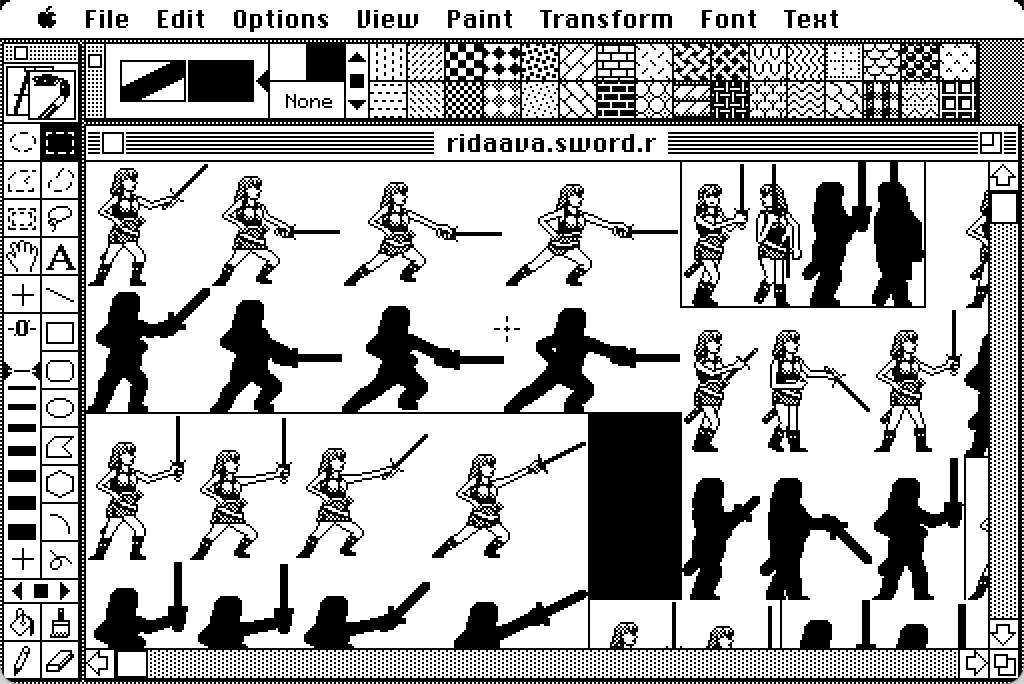 File Edit Options View Paint Transform Font Text
None
ridaava.sword.r
A
-0-